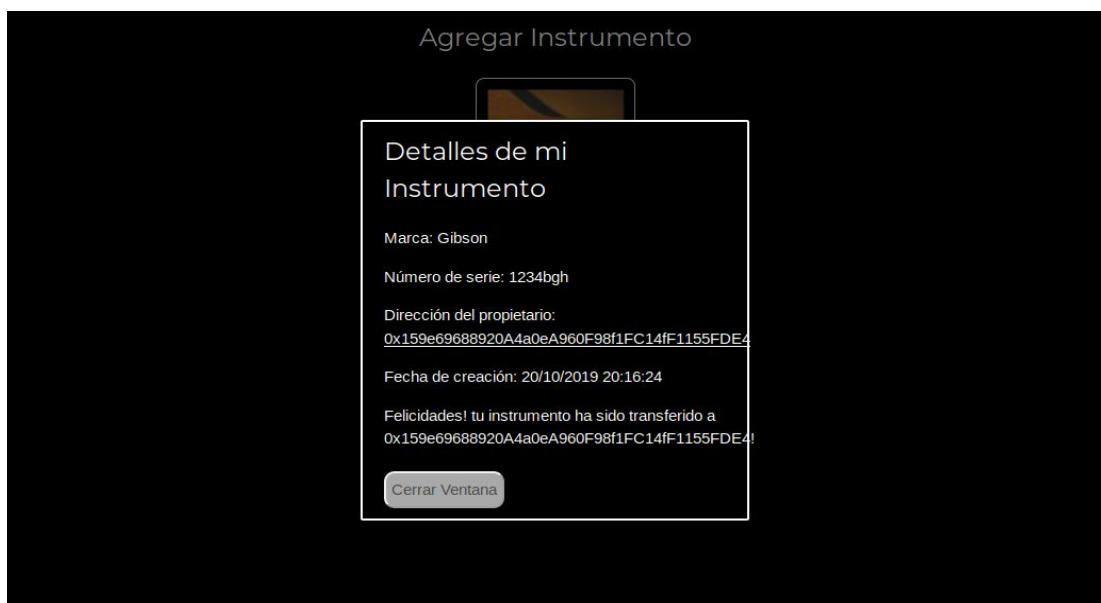 Agregar Instrumento
Detalles de mi
Instrumento
Marca: Gibson
Número de serie: 1234bgh
Dirección del propietario:
0x159e69688920A4a0eA960F98f1FC14fF1155FDE4
Fecha de creación: 20/10/2019 20:16:24
Felicidades! tu instrumento ha sido transferido a
0x159e69688920A4a0eA960F98f1FC14fF1155FDE4!
Cerrar Ventana